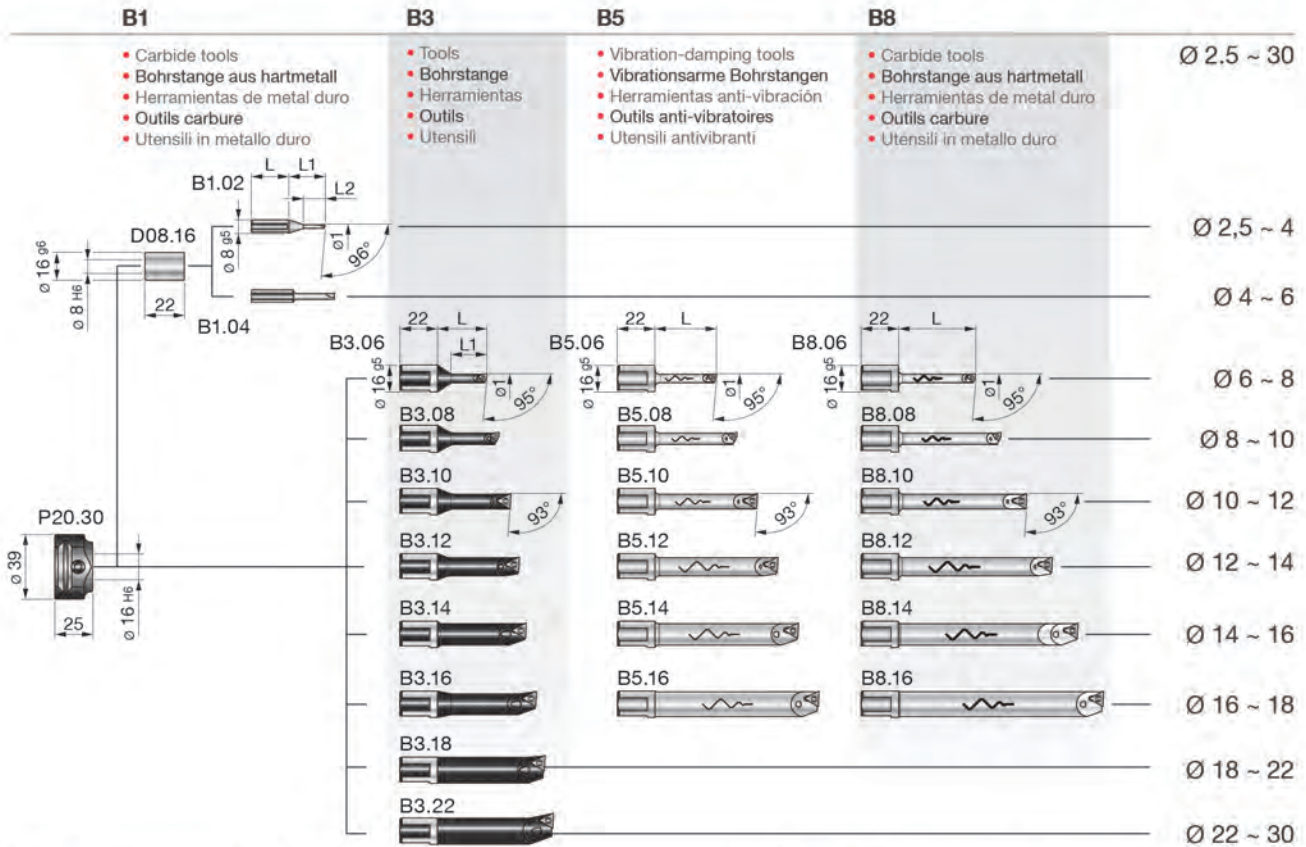 B1 B3 B5 B8
• Carbide tools
• Bohrstange aus hartmetall
• Herramientas de metal duro
• Outils carbure
• Utensili in metallo duro
• Tools
• Bohrstange
• Herramientas
• Outils
• Utensili
• Vibration-damping tools
• Vibrationsarme Bohrstangen
• Herramientas anti-vibración
• Outils anti-vibratoires
• Utensili antivibranti
• Carbide tools
• Bohrstange aus hartmetall
• Herramientas de metal duro
• Outils carbure
• Utensili in metallo duro
Ø 2.5 ~ 30
L L1
B1.02 L2
D08.16
ø 16 g6
ø 8 H6
22
ø 8 g5
ø1
96°
Ø 2,5 ~ 4
B1.04
Ø 4 ~ 6
22 L
L1
B3.06
ø 16 g5
ø1
95°
22 L
B5.06
ø 16 g5
ø1
95°
22 L
B8.06
ø 16 g5
ø1
95°
Ø 6 ~ 8
B3.08 B5.08 B8.08
Ø 8 ~ 10
B3.10 B5.10 B8.10
93° 93° 93°
Ø 10 ~ 12
P20.30
ø 39
25
ø 16 H6
B3.12 B5.12 B8.12
Ø 12 ~ 14
B3.14 B5.14 B8.14
Ø 14 ~ 16
B3.16 B5.16 B8.16
Ø 16 ~ 18
B3.18
Ø 18 ~ 22
B3.22
Ø 22 ~ 30